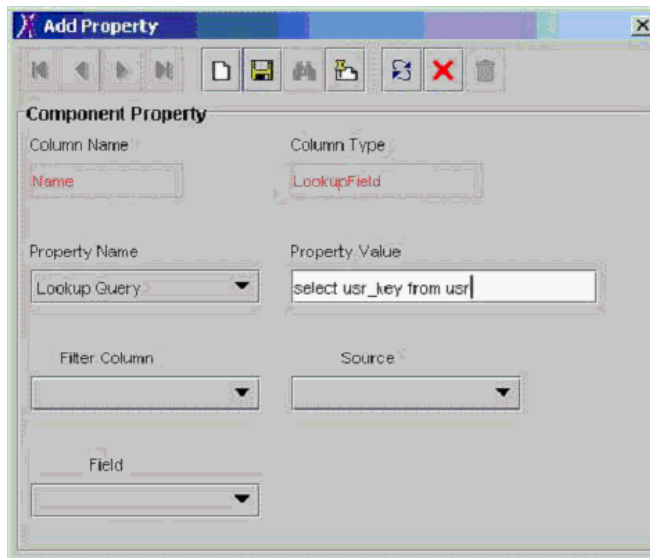 Add Property
Component Property
Column Name Column Type
Name LookupField
Property Name Property Value
Lookup Query select usr_key from usr
Filter Column Source
Field